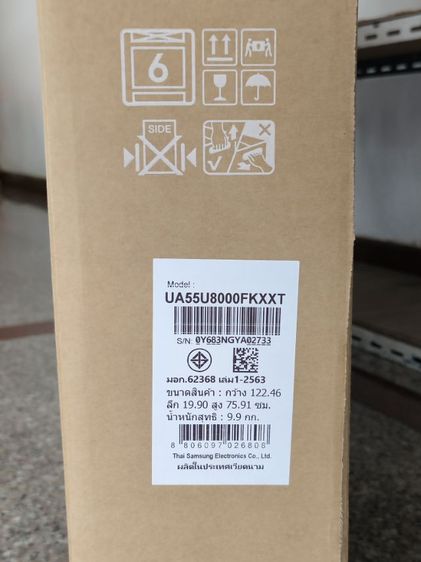 6
SIDE
Model :
UA55U8000FKXXT
S/N: 0Y683NGYA02733
มอก.62368 เล่ม1-2563
ขนาดสินค้า : กว้าง 122.46
ลึก 19.90 สูง 75.91 ซม.
น้ำหนักสุทธิ : 9.9 กก.
8 806097 026808
Thai Samsung Electronics Co., Ltd.
ผลิตในประเทศเวียดนาม